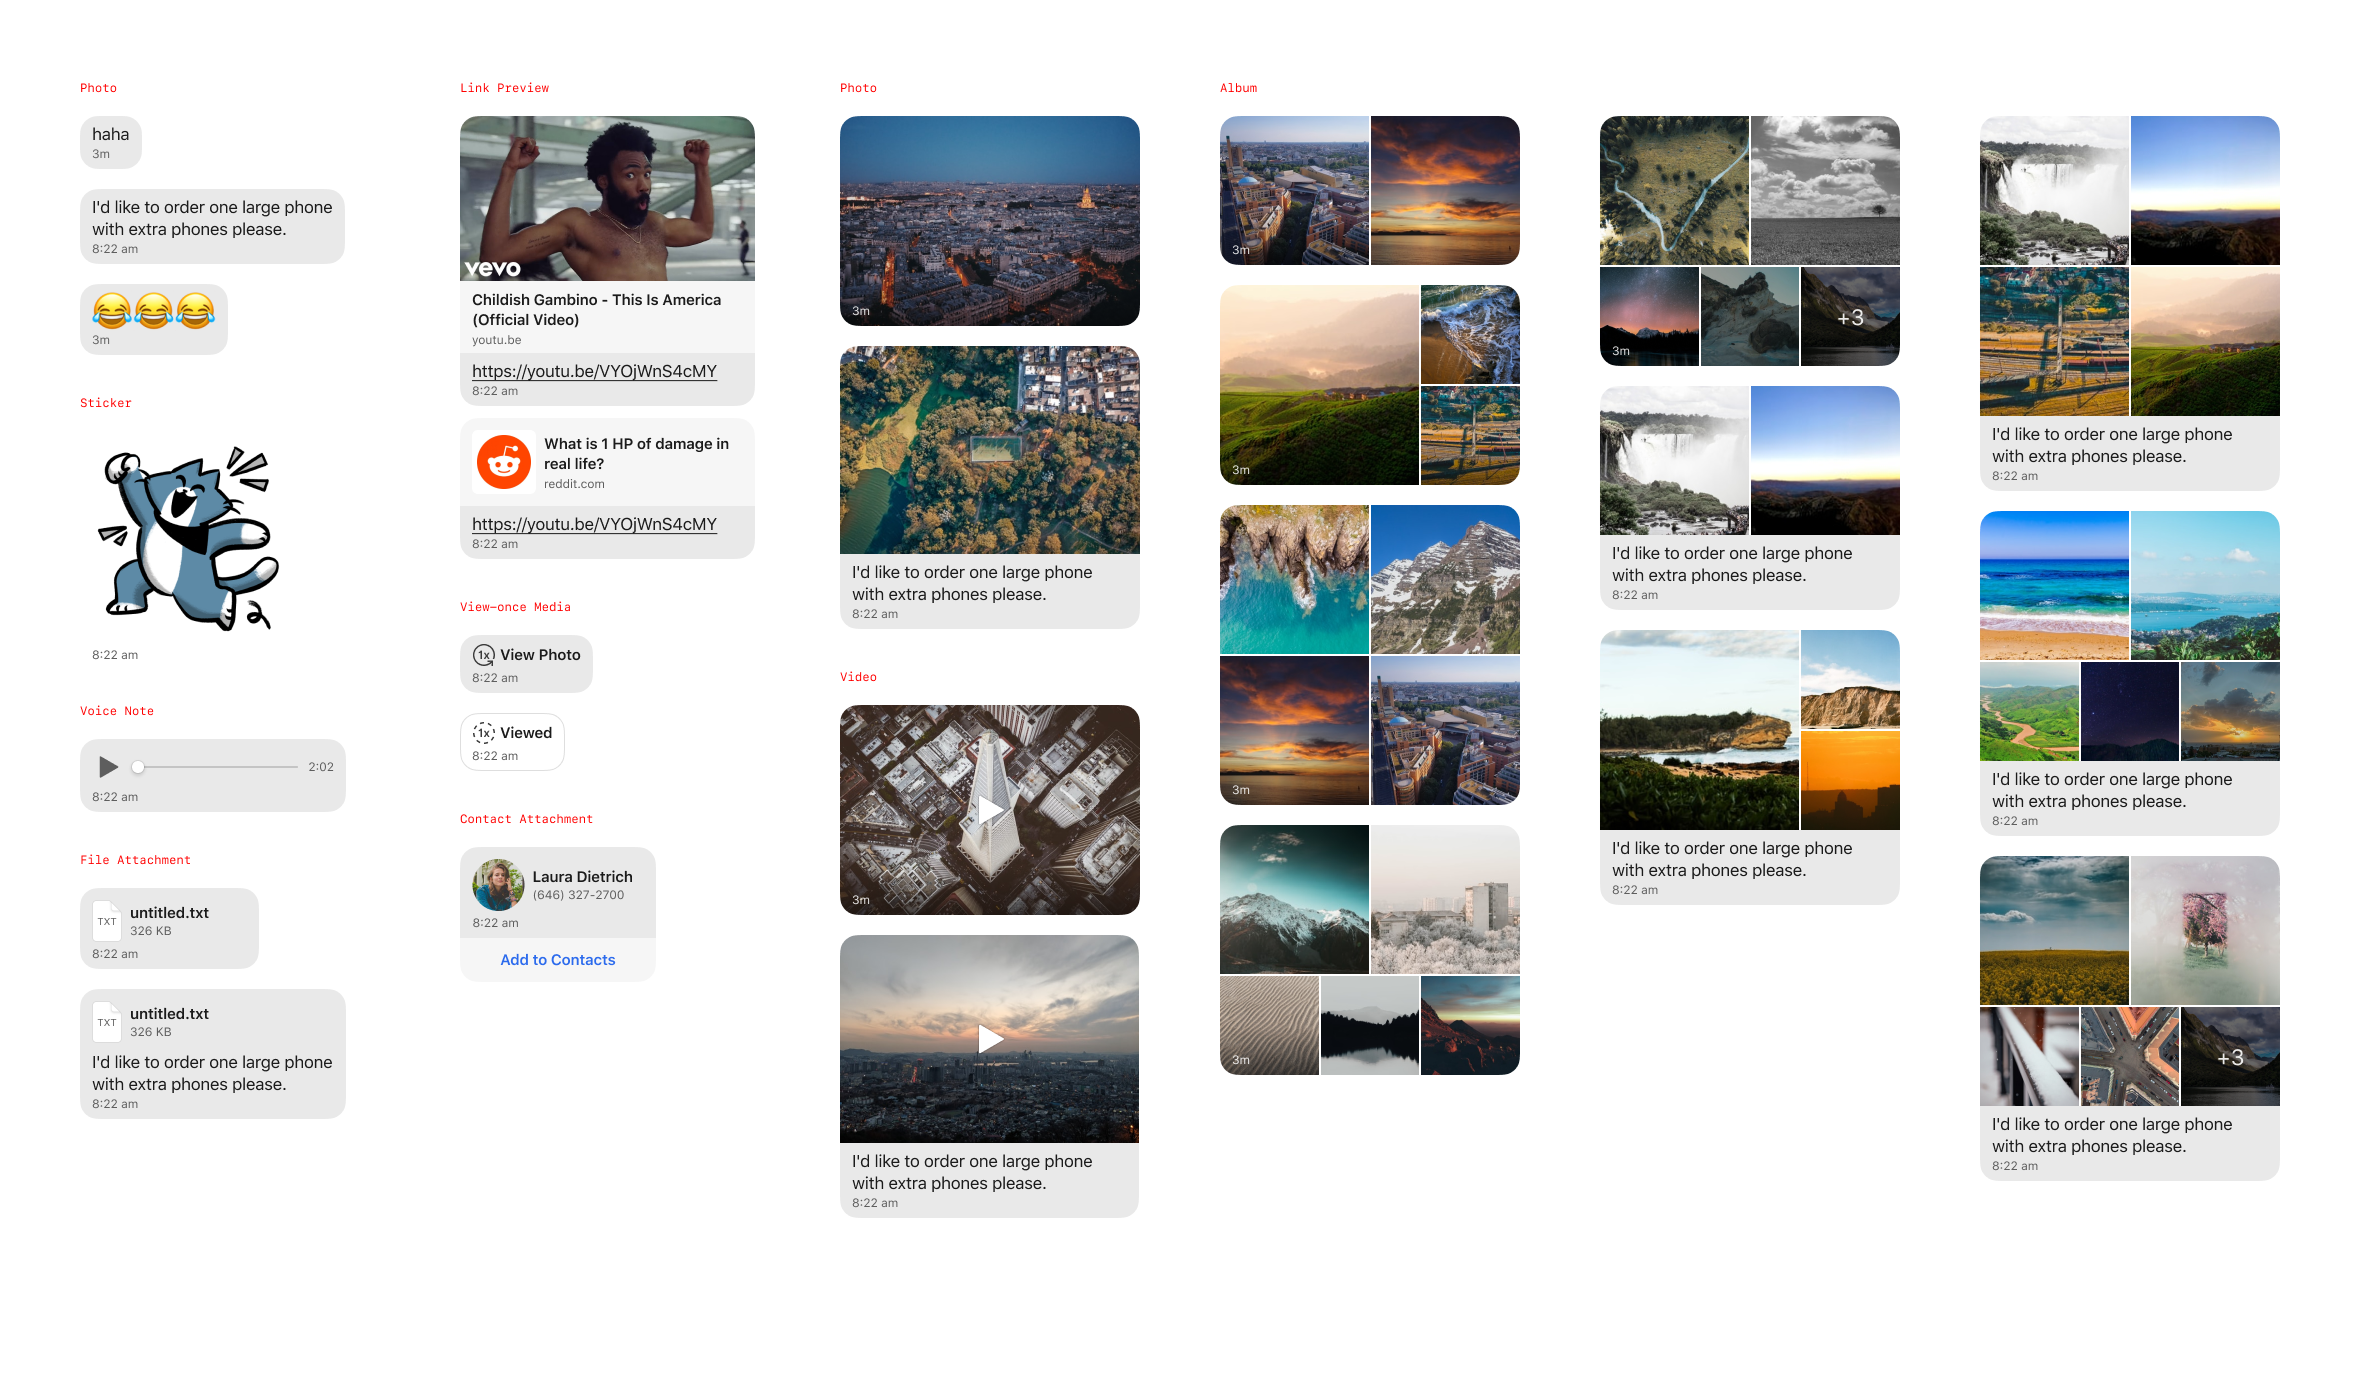 Photo
haha
3m
I'd like to order one large phone
with extra phones please.
8:22 am
3m
Sticker
8:22 am
Voice Note
2:02
8:22 am
File Attachment
TXT
untitled.txt
326 KB
8:22 am
TXT
untitled.txt
326 KB
I'd like to order one large phone
with extra phones please.
8:22 am
Link Preview
vevo
Childish Gambino - This Is America
(Official Video)
youtu.be
https://youtu.be/VYOjWnS4cMY
8:22 am
What is 1 HP of damage in
real life?
reddit.com
https://youtu.be/VYOjWnS4cMY
8:22 am
View-once Media
1x View Photo
8:22 am
1x Viewed
8:22 am
Contact Attachment
Laura Dietrich
(646) 327-2700
8:22 am
Add to Contacts
Photo
3m
I'd like to order one large phone
with extra phones please.
8:22 am
Video
3m
I'd like to order one large phone
with extra phones please.
8:22 am
Album
3m
3m
3m
3m
+3
3m
I'd like to order one large phone
with extra phones please.
8:22 am
I'd like to order one large phone
with extra phones please.
8:22 am
I'd like to order one large phone
with extra phones please.
8:22 am
I'd like to order one large phone
with extra phones please.
8:22 am
+3
I'd like to order one large phone
with extra phones please.
8:22 am